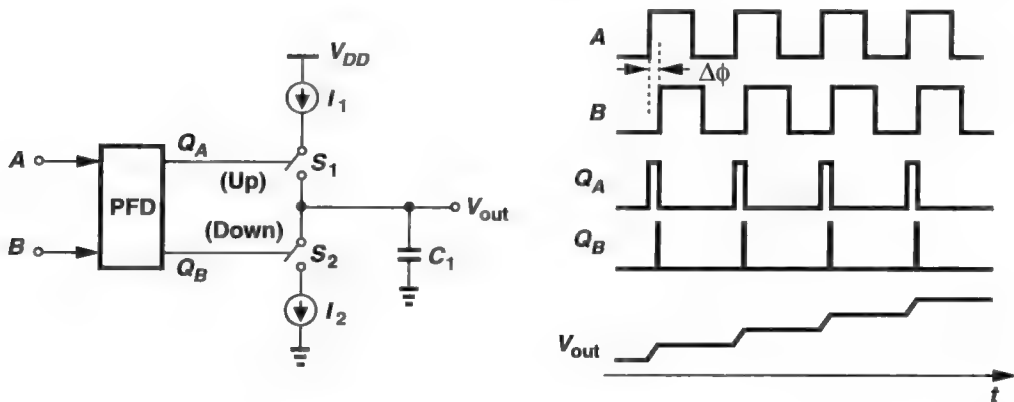 V_DD
I_1
A
Q_A
(Up)
S_1
PFD
V_out
(Down)
B
Q_B
S_2
C_1
I_2
A
Δϕ
B
Q_A
Q_B
V_out
t